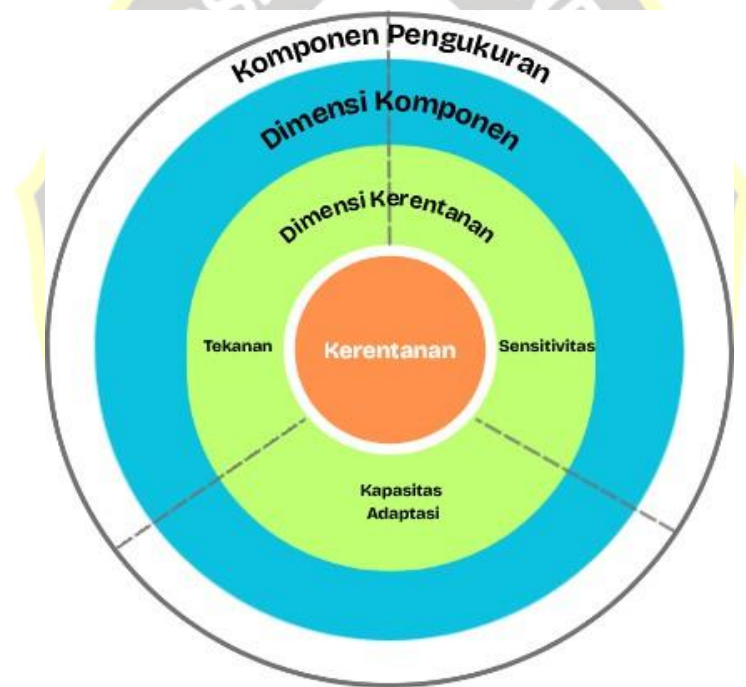 Komponen Pengukuran
Dimensi Komponen
Dimensi Kerentanan
Tekanan
Kerentanan
Sensitivitas
Kapasitas
Adaptasi